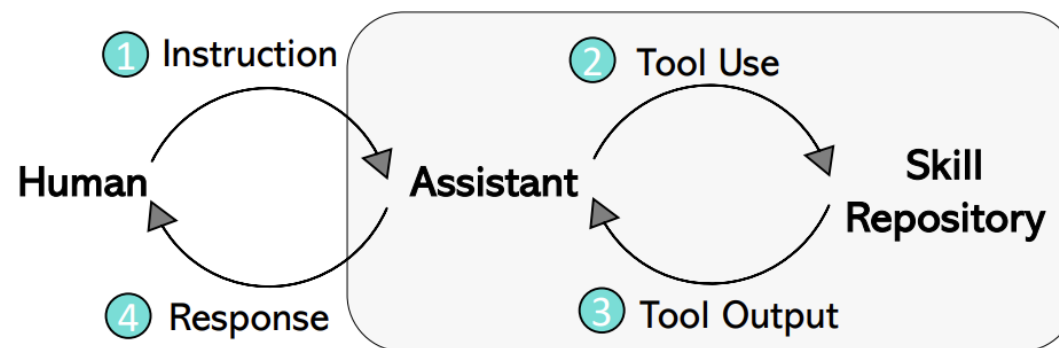 1 Instruction
2 Tool Use
Human
Assistant
Skill
Repository
4 Response
3 Tool Output